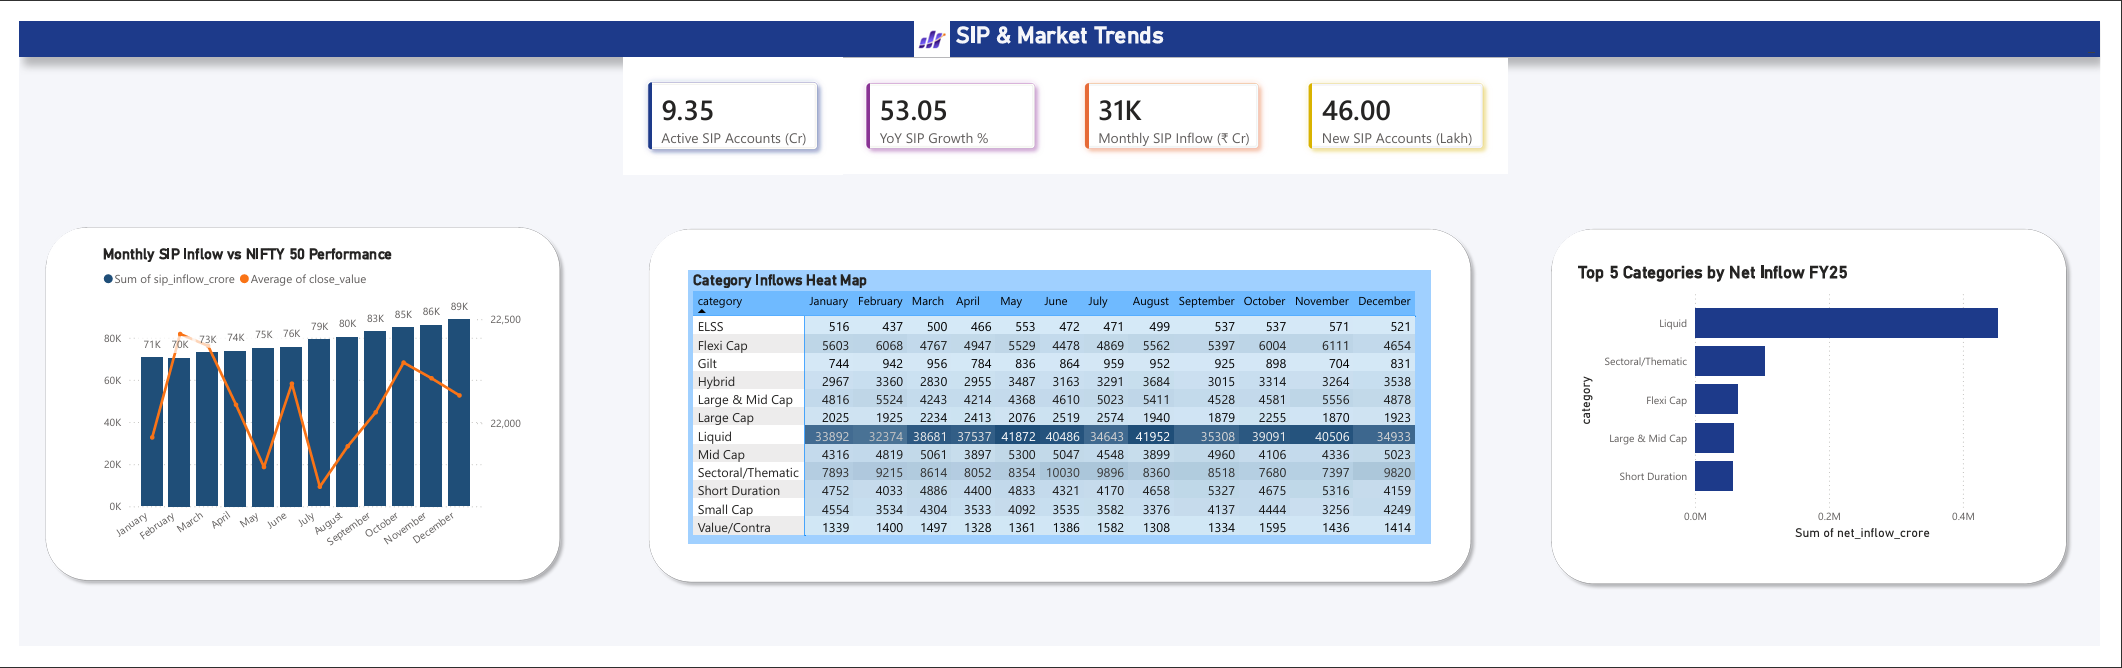 SIP & Market Trends
9.35
Active SIP Accounts (Cr)
53.05
YoY SIP Growth %
31K
Monthly SIP Inflow (₹ Cr)
46.00
New SIP Accounts (Lakh)
Monthly SIP Inflow vs NIFTY 50 Performance
Sum of sip_inflow_crore Average of close_value
71K 70K 73K 74K 75K 76K 79K 80K 83K 85K 86K 89K
80K
60K
40K
20K
0K
22,500
22,000
January February March April May June July August September October November December
Category Inflows Heat Map
category January February March April May June July August September October November December
ELSS 516 437 500 466 553 472 471 499 537 537 571 521
Flexi Cap 5603 6068 4767 4947 5529 4478 4869 5562 5397 6004 6111 4654
Gilt 744 942 956 784 836 864 959 952 925 898 704 831
Hybrid 2967 3360 2830 2955 3487 3163 3291 3684 3015 3314 3264 3538
Large & Mid Cap 4816 5524 4243 4214 4368 4610 5023 5411 4528 4581 5556 4878
Large Cap 2025 1925 2234 2413 2076 2519 2574 1940 1879 2255 1870 1923
Liquid 33892 32374 38681 37537 41872 40486 34643 41952 35308 39091 40506 34933
Mid Cap 4316 4819 5061 3897 5300 5047 4548 3899 4960 4106 4336 5023
Sectoral/Thematic 7893 9215 8614 8052 8354 10030 9896 8360 8518 7680 7397 9820
Short Duration 4752 4033 4886 4400 4833 4321 4170 4658 5327 4675 5316 4159
Small Cap 4554 3534 4304 3533 4092 3535 3582 3376 4137 4444 3256 4249
Value/Contra 1339 1400 1497 1328 1361 1386 1582 1308 1334 1595 1436 1414
Top 5 Categories by Net Inflow FY25
category
Liquid
Sectoral/Thematic
Flexi Cap
Large & Mid Cap
Short Duration
0.0M 0.2M 0.4M
Sum of net_inflow_crore